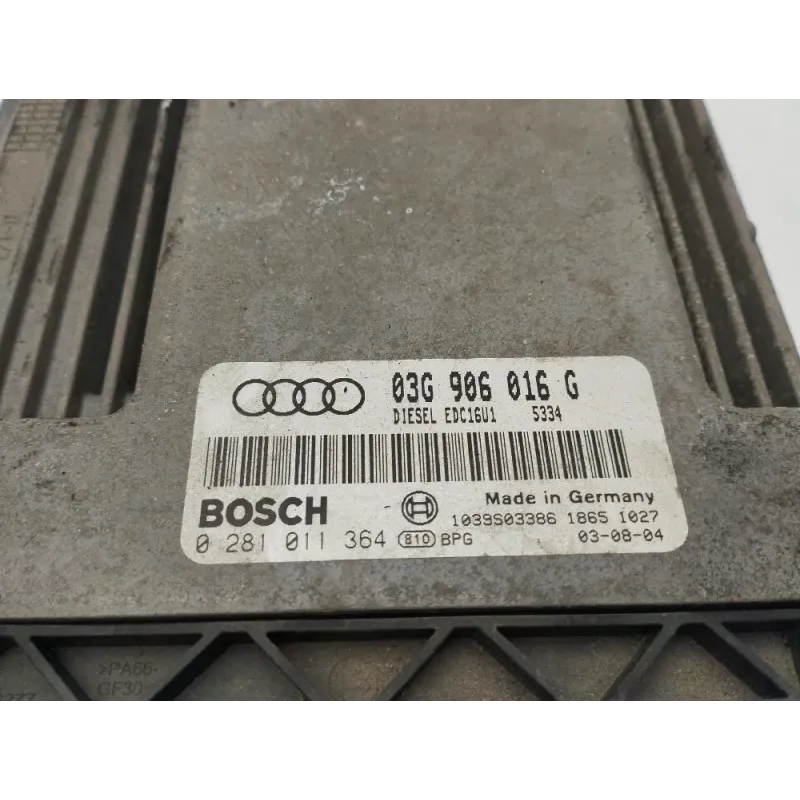 03G 906 016 G
DIESEL EDC16U1 5334
BOSCH
Made in Germany
1039S03386 1865 1027
0 281 011 364 810 BPG
03-08-04
>PA66-
GF30